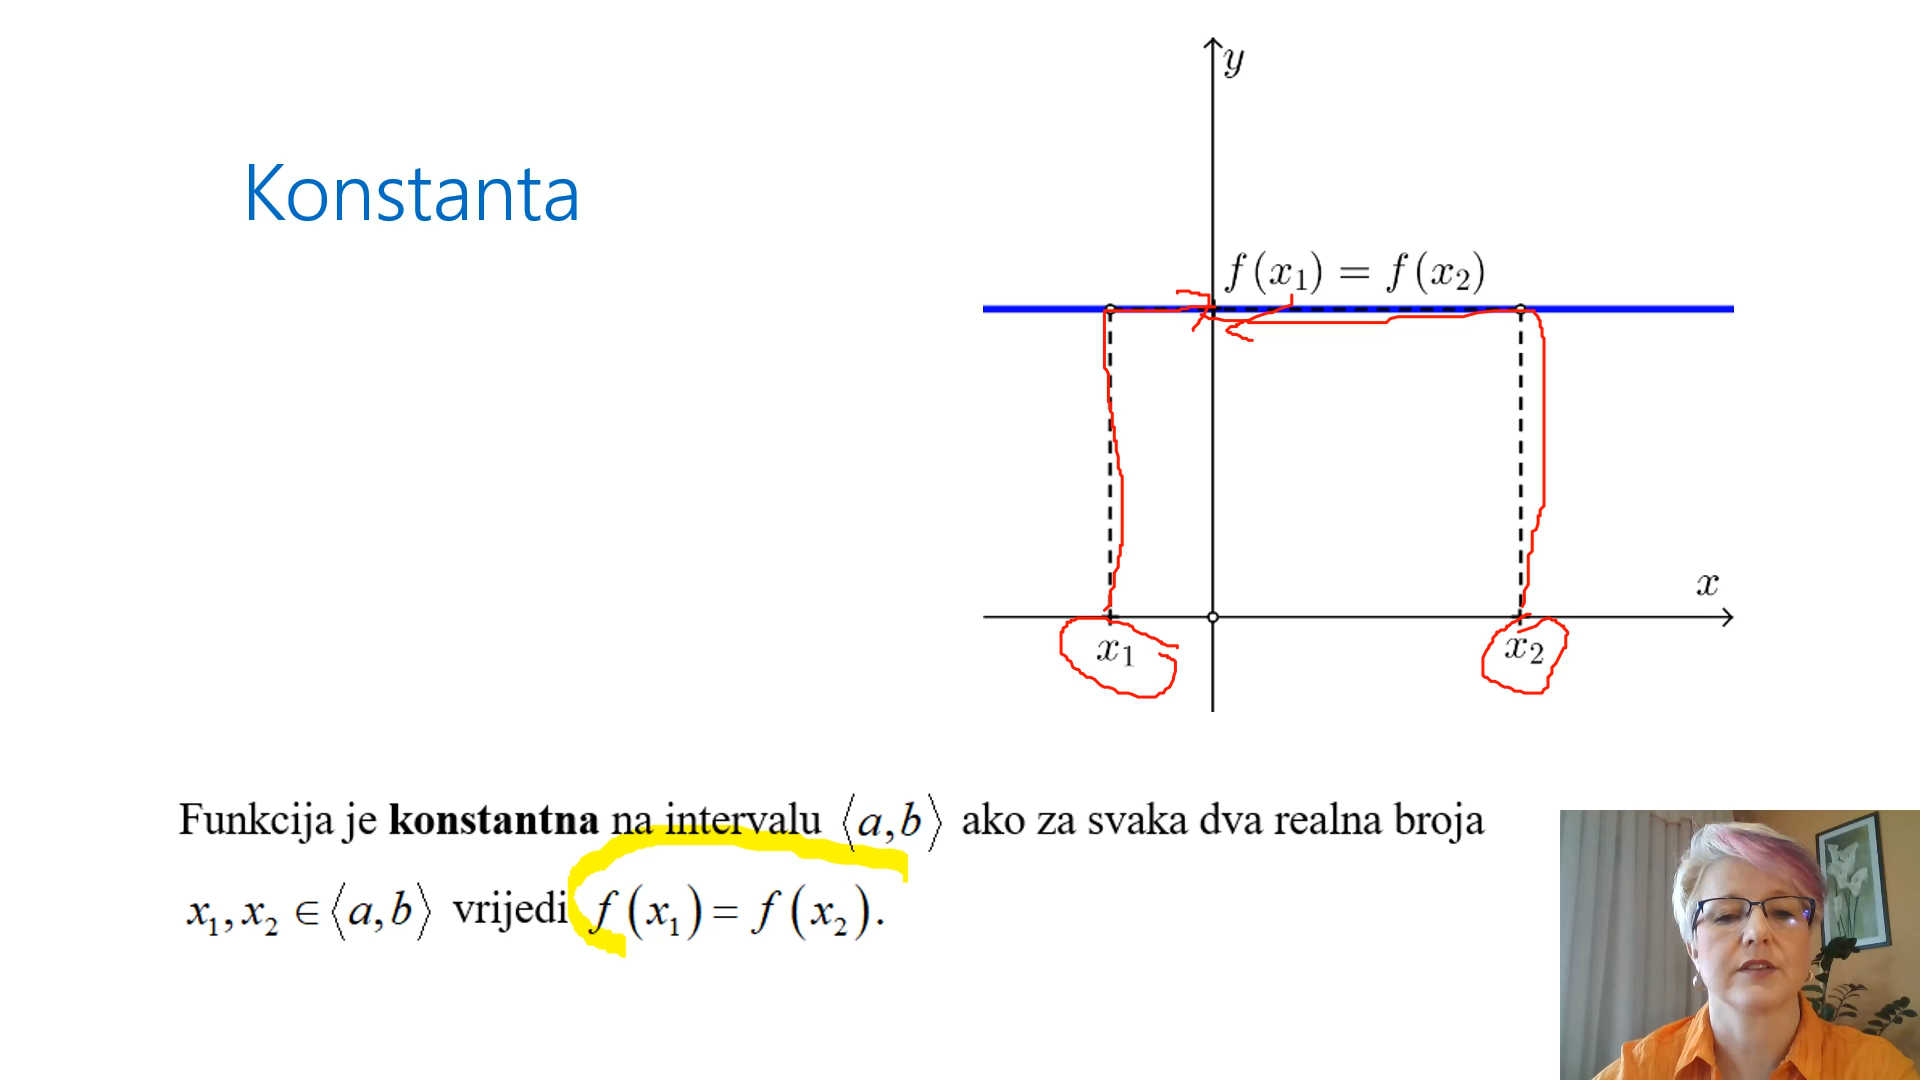 Konstanta
y
f(x₁) = f(x₂)
x
x₁
x₂
Funkcija je konstantna na intervalu ⟨a,b⟩ ako za svaka dva realna broja
x₁,x₂ ∈⟨a,b⟩ vrijedi f(x₁)= f(x₂).